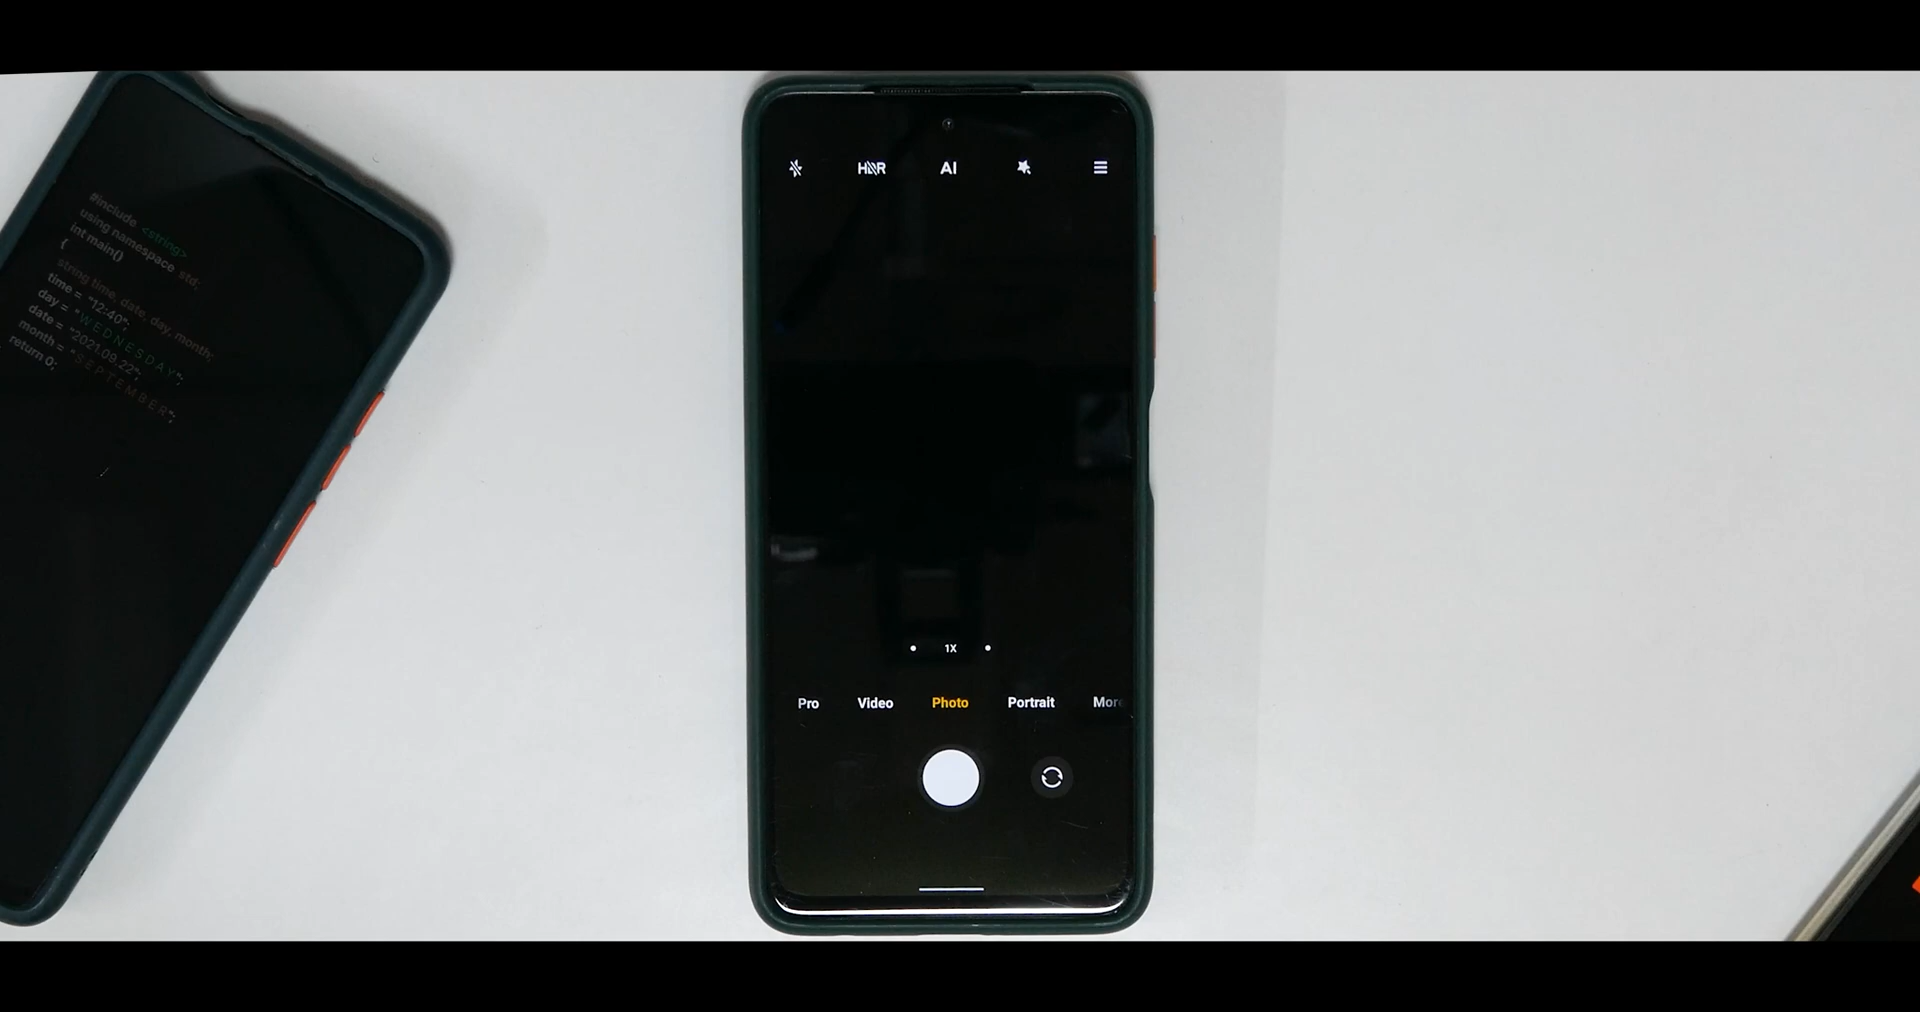 #include <string>
using namespace std;
int main()
{
string time, date, day, month;
time = "12:40";
day = "WEDNESDAY";
date = "2021.09.22";
month = "SEPTEMBER";
return 0;
HDR
AI
1X
Pro Video Photo Portrait More